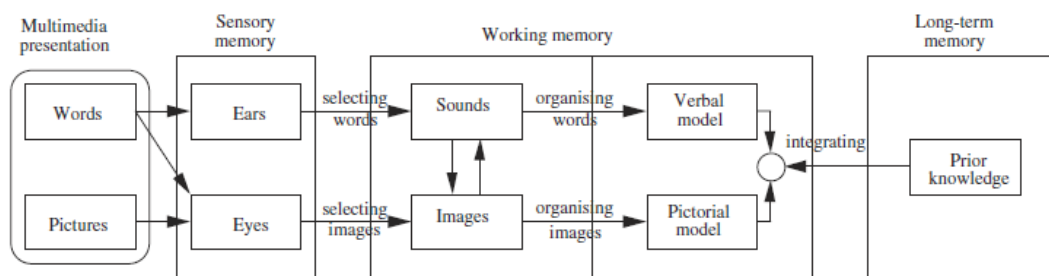 Multimedia
presentation
Sensory
memory
Working memory
Long-term
memory
Words
Ears
selecting
words
Sounds
organising
words
Verbal
model
integrating
Prior
knowledge
Pictures
Eyes
selecting
images
Images
organising
images
Pictorial
model